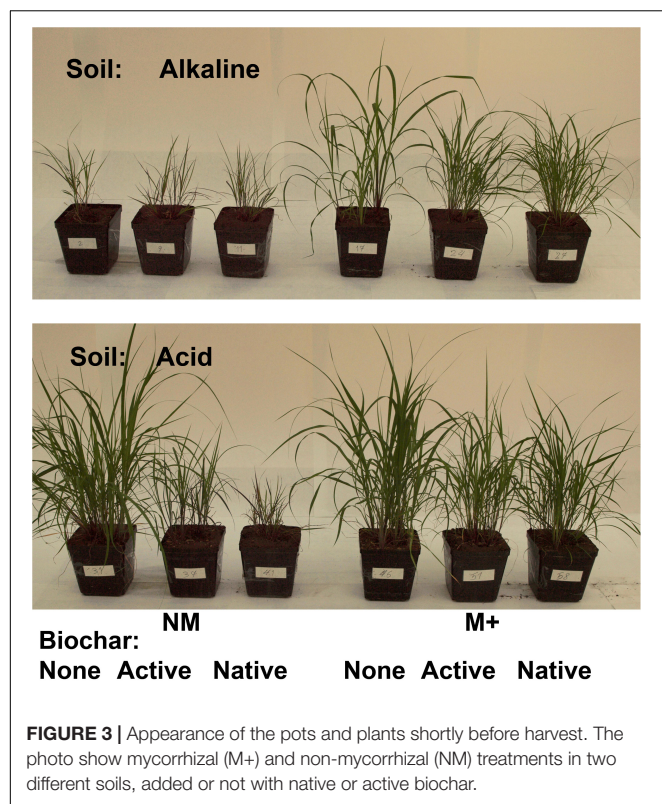 Soil: Alkaline
Soil: Acid
NM M+
Biochar:
None Active Native None Active Native
FIGURE 3 | Appearance of the pots and plants shortly before harvest. The
photo show mycorrhizal (M+) and non-mycorrhizal (NM) treatments in two
different soils, added or not with native or active biochar.